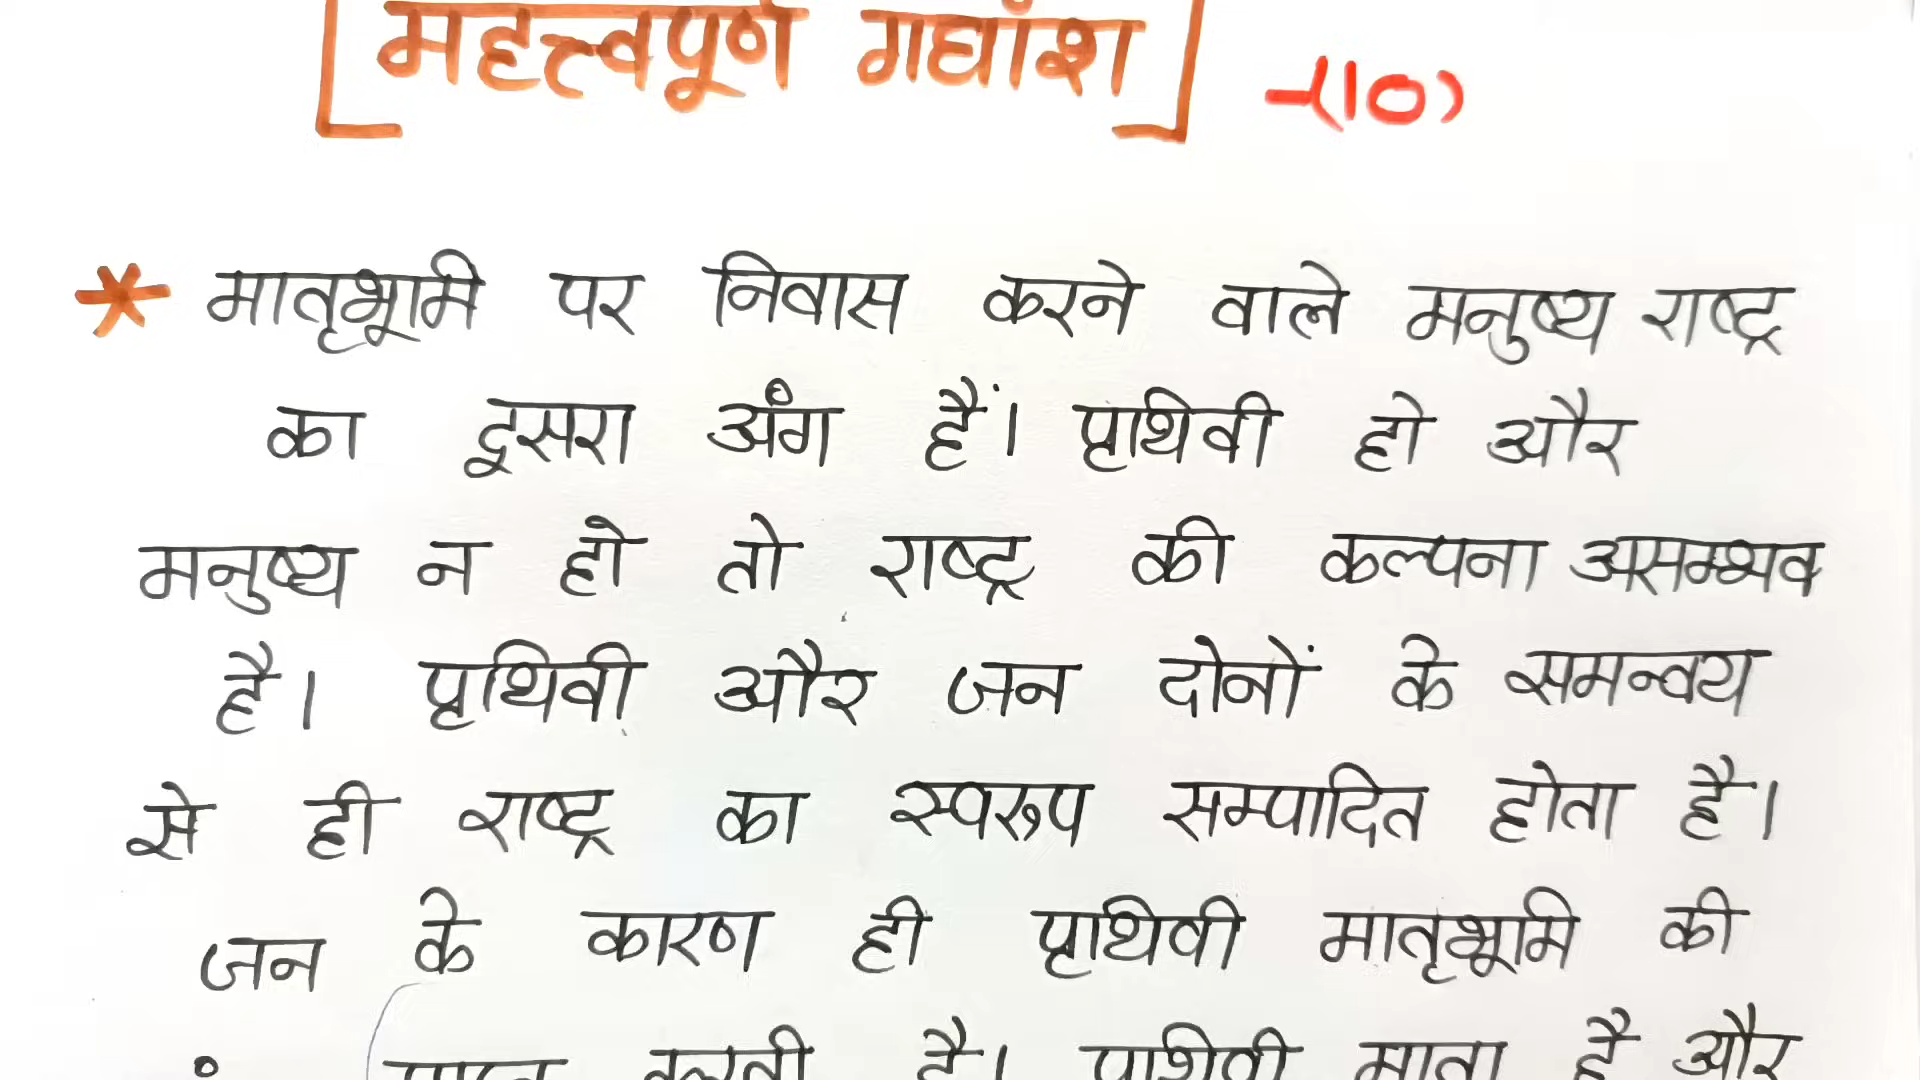 महत्त्वपूर्ण गद्यांश -(10)
* मातृभूमि पर निवास करने वाले मनुष्य राष्ट्र
का दूसरा अंग हैं। पृथिवी हो और
मनुष्य न हो तो राष्ट्र की कल्पना असम्भव
है। पृथिवी और जन दोनों के समन्वय
से ही राष्ट्र का स्वरूप सम्पादित होता है।
जन के कारण ही पृथिवी मातृभूमि की
करती है। पृथिवी माता है और